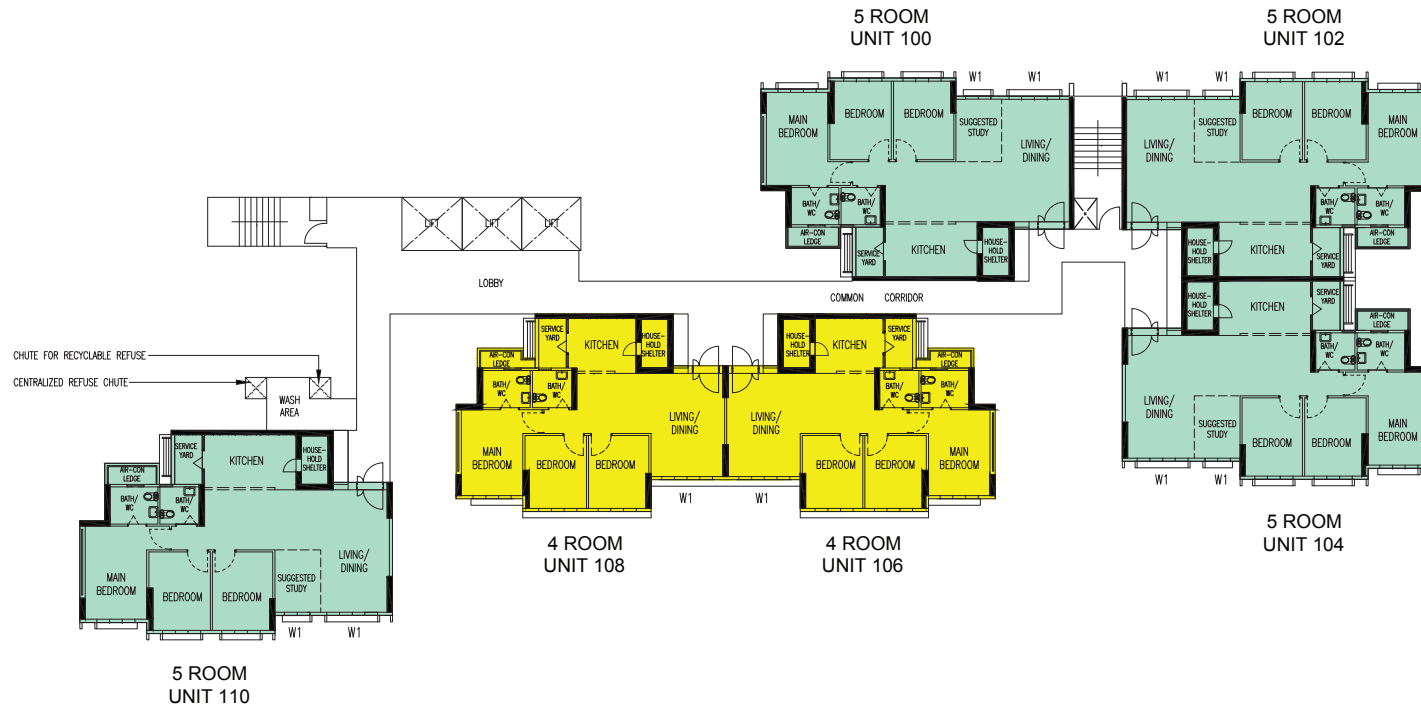 5 ROOM
UNIT 100
5 ROOM
UNIT 102
W1
W1
W1
W1
MAIN
BEDROOM
BEDROOM
BEDROOM
SUGGESTED
STUDY
LIVING/
DINING
BATH/
WC
BATH/
WC
AIR-CON
LEDGE
SERVICE
YARD
KITCHEN
HOUSE-
HOLD
SHELTER
LIVING/
DINING
SUGGESTED
STUDY
BEDROOM
BEDROOM
MAIN
BEDROOM
BATH/
WC
BATH/
WC
AIR-CON
LEDGE
HOUSE-
HOLD
SHELTER
KITCHEN
SERVICE
YARD
LIFT
LIFT
LIFT
LOBBY
COMMON CORRIDOR
HOUSE-
HOLD
SHELTER
KITCHEN
SERVICE
YARD
AIR-CON
LEDGE
BATH/
WC
BATH/
WC
LIVING/
DINING
SUGGESTED
STUDY
BEDROOM
BEDROOM
MAIN
BEDROOM
W1
W1
5 ROOM
UNIT 104
SERVICE
YARD
KITCHEN
HOUSE-
HOLD
SHELTER
AIR-CON
LEDGE
BATH/
WC
BATH/
WC
LIVING/
DINING
MAIN
BEDROOM
BEDROOM
BEDROOM
W1
4 ROOM
UNIT 108
HOUSE-
HOLD
SHELTER
KITCHEN
SERVICE
YARD
AIR-CON
LEDGE
BATH/
WC
BATH/
WC
LIVING/
DINING
BEDROOM
BEDROOM
MAIN
BEDROOM
W1
4 ROOM
UNIT 106
CHUTE FOR RECYCLABLE REFUSE
CENTRALIZED REFUSE CHUTE
WASH
AREA
SERVICE
YARD
KITCHEN
HOUSE-
HOLD
SHELTER
AIR-CON
LEDGE
BATH/
WC
BATH/
WC
MAIN
BEDROOM
BEDROOM
BEDROOM
SUGGESTED
STUDY
LIVING/
DINING
W1
W1
5 ROOM
UNIT 110